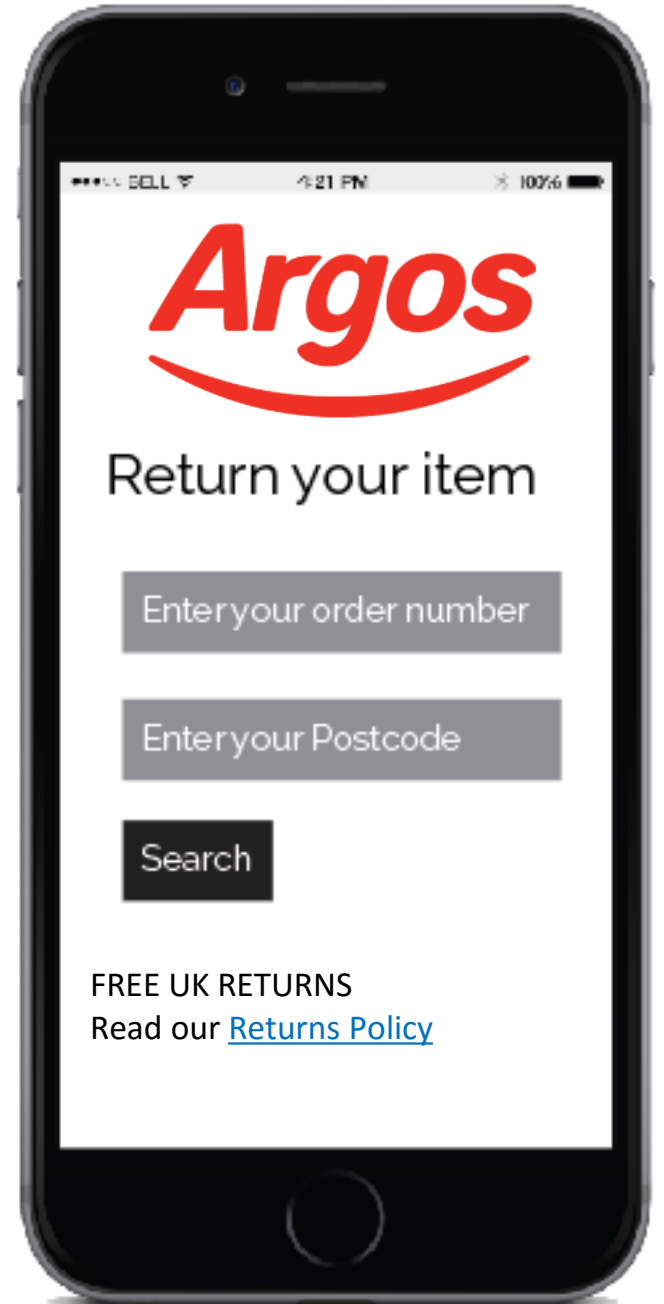 BELL 4:21 PM 100%
Argos
Return your item
Enter your order number
Enter your Postcode
Search
FREE UK RETURNS
Read our Returns Policy